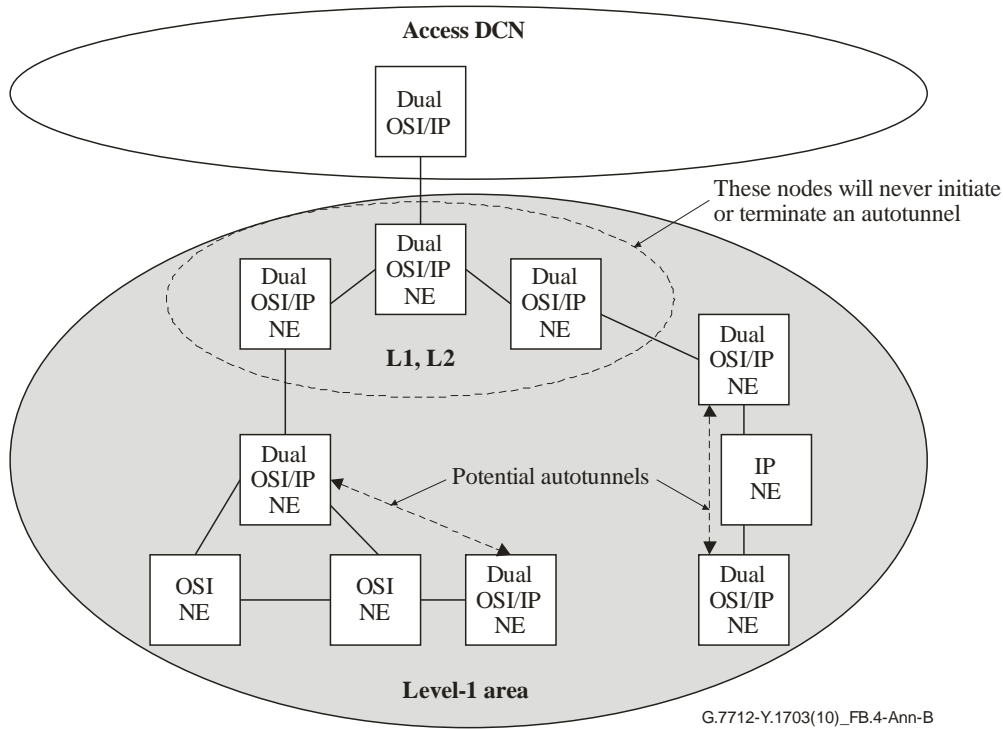 Access DCN
Dual
OSI/IP
These nodes will never initiate
or terminate an autotunnel
Dual
OSI/IP
NE
Dual
OSI/IP
NE
Dual
OSI/IP
NE
L1, L2
Dual
OSI/IP
NE
Dual
OSI/IP
NE
Potential autotunnels
IP
NE
OSI
NE
OSI
NE
Dual
OSI/IP
NE
Dual
OSI/IP
NE
Level-1 area
G.7712-Y.1703(10)_FB.4-Ann-B